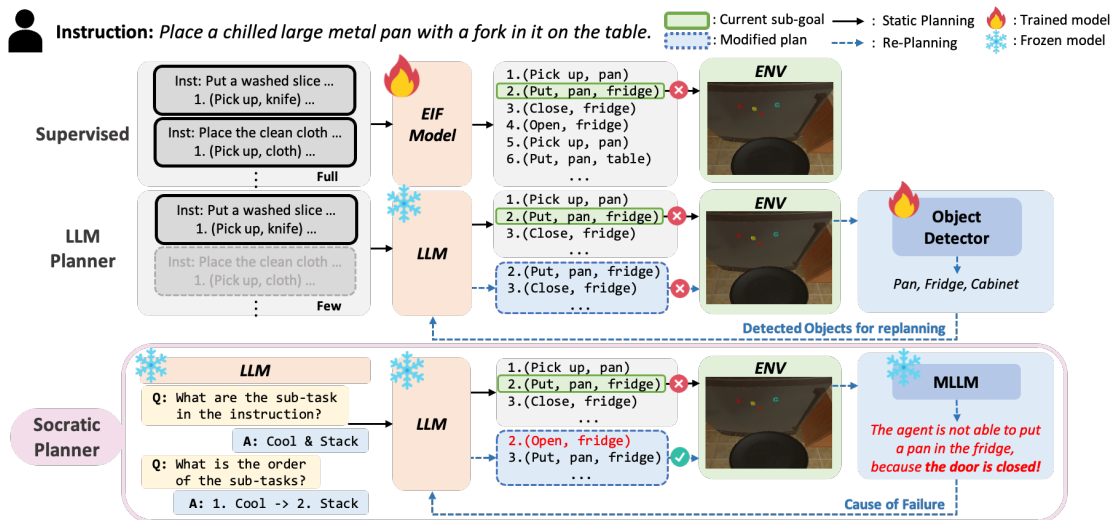 Instruction: Place a chilled large metal pan with a fork in it on the table.
: Current sub-goal
: Modified plan
: Static Planning
: Re-Planning
: Trained model
: Frozen model
Supervised
Inst: Put a washed slice ...
1. (Pick up, knife) ...
Inst: Place the clean cloth ...
1. (Pick up, cloth) ...
⋮
Full
EIF
Model
1.(Pick up, pan)
2.(Put, pan, fridge)
3.(Close, fridge)
4.(Open, fridge)
5.(Pick up, pan)
6.(Put, pan, table)
...
ENV
LLM
Planner
Inst: Put a washed slice ...
1. (Pick up, knife) ...
Inst: Place the clean cloth ...
1. (Pick up, cloth) ...
⋮
Few
LLM
1.(Pick up, pan)
2.(Put, pan, fridge)
3.(Close, fridge)
...
2.(Put, pan, fridge)
3.(Close, fridge)
...
ENV
Object
Detector
Pan, Fridge, Cabinet
Detected Objects for replanning
Socratic
Planner
LLM
Q: What are the sub-task
in the instruction?
A: Cool & Stack
Q: What is the order
of the sub-tasks?
A: 1. Cool -> 2. Stack
LLM
1.(Pick up, pan)
2.(Put, pan, fridge)
3.(Close, fridge)
...
2.(Open, fridge)
3.(Put, pan, fridge)
...
ENV
MLLM
The agent is not able to put
a pan in the fridge,
because the door is closed!
Cause of Failure